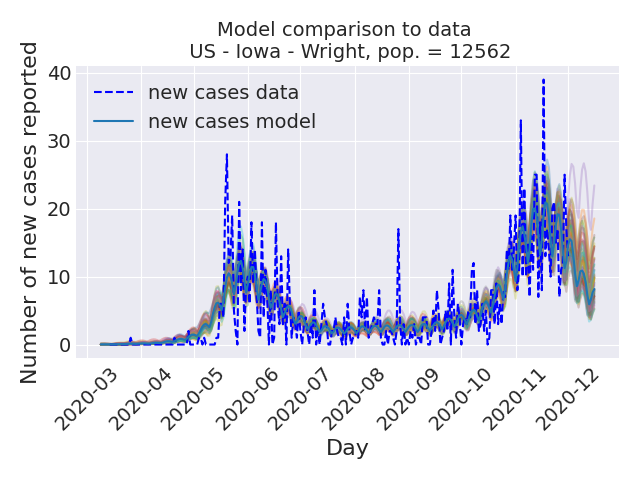 Model comparison to data
US - Iowa - Wright, pop. = 12562
Number of new cases reported
40
30
20
10
0
new cases data
new cases model
2020-03
2020-04
2020-05
2020-06
2020-07
2020-08
2020-09
2020-10
2020-11
2020-12
Day